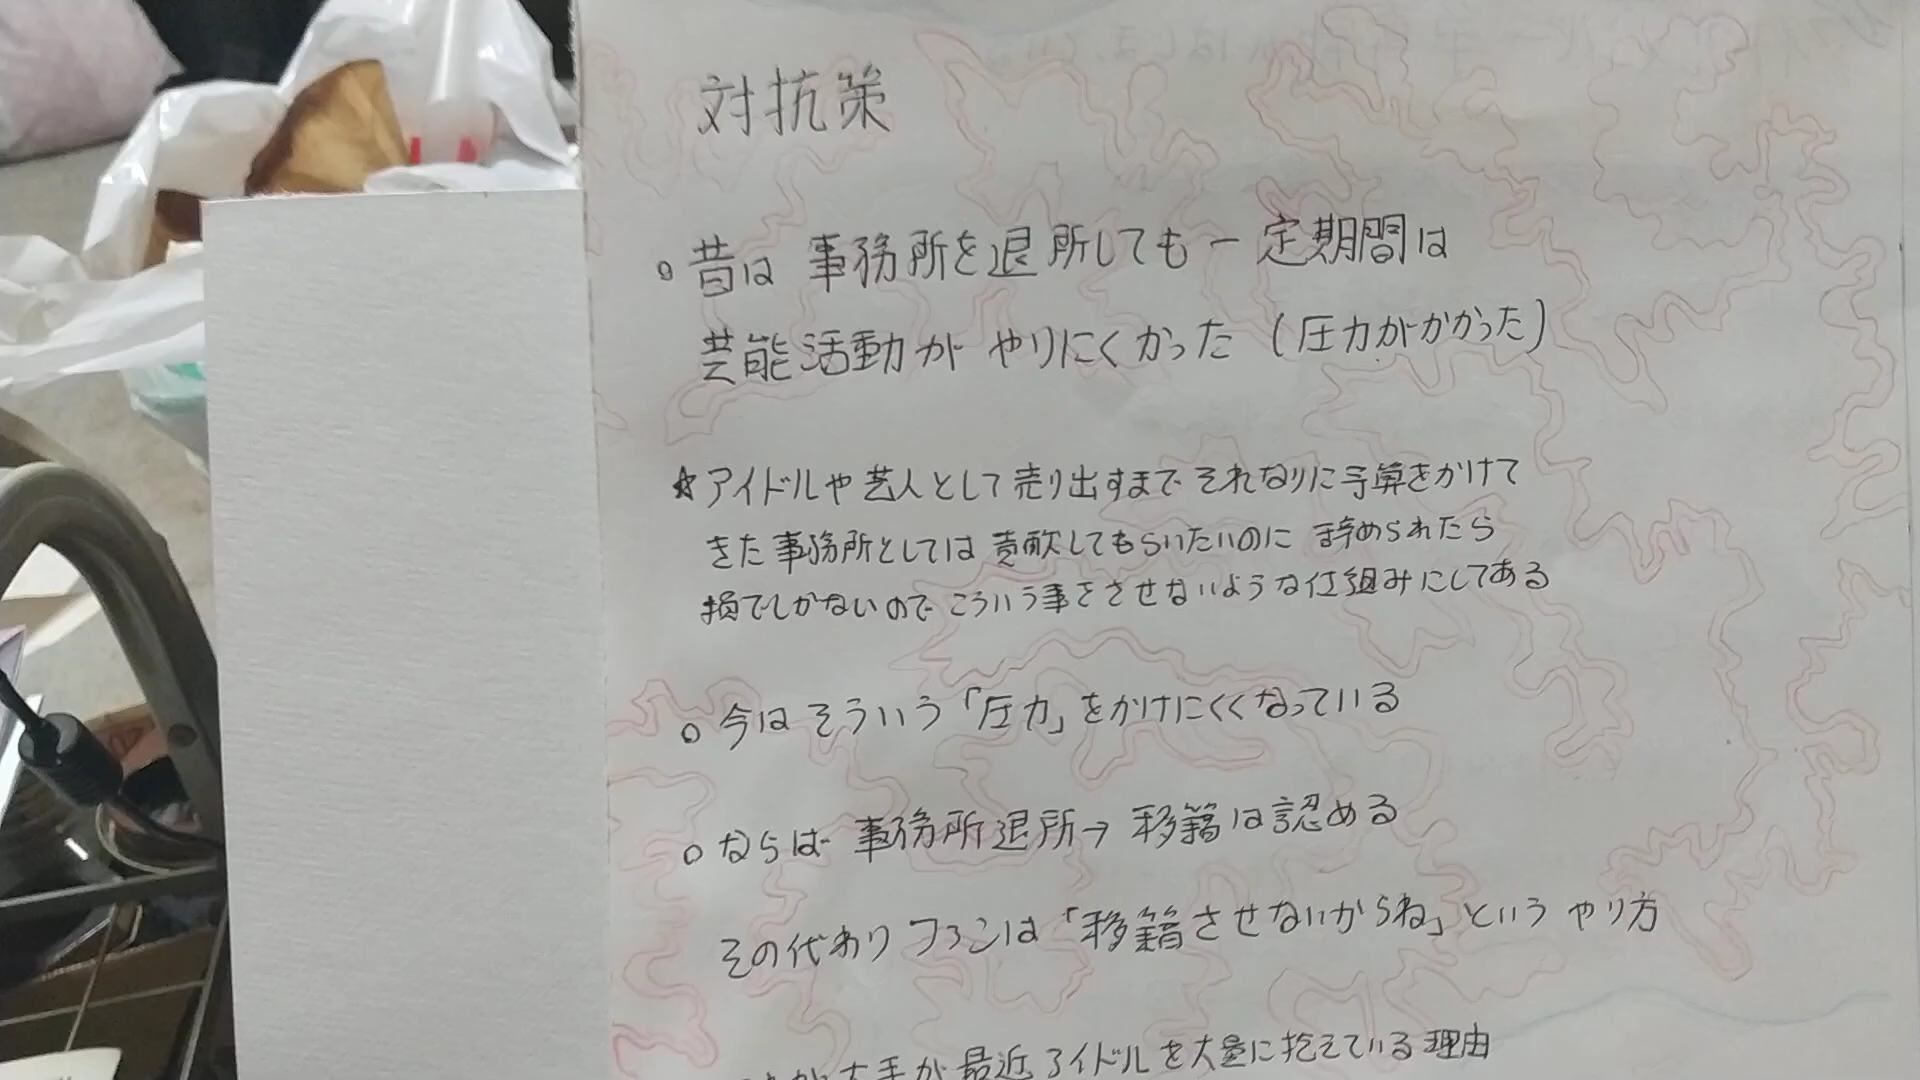 対抗策
○昔は 事務所を退所しても一定期間は
芸能活動が やりにくかった (圧力がかかった)
★アイドルや芸人として売り出すまで それなりに予算をかけて
きた事務所としては 貢献してもらいたいのに 辞められたら
損でしかないので こういう事をさせないような仕組みにしてある
○今は そういう「圧力」をかけにくくなっている
○ならば 事務所退所→ 移籍は認める
その代わり ファンは「移籍させないからね」という やり方
大手が最近アイドルを大量に抱えている理由